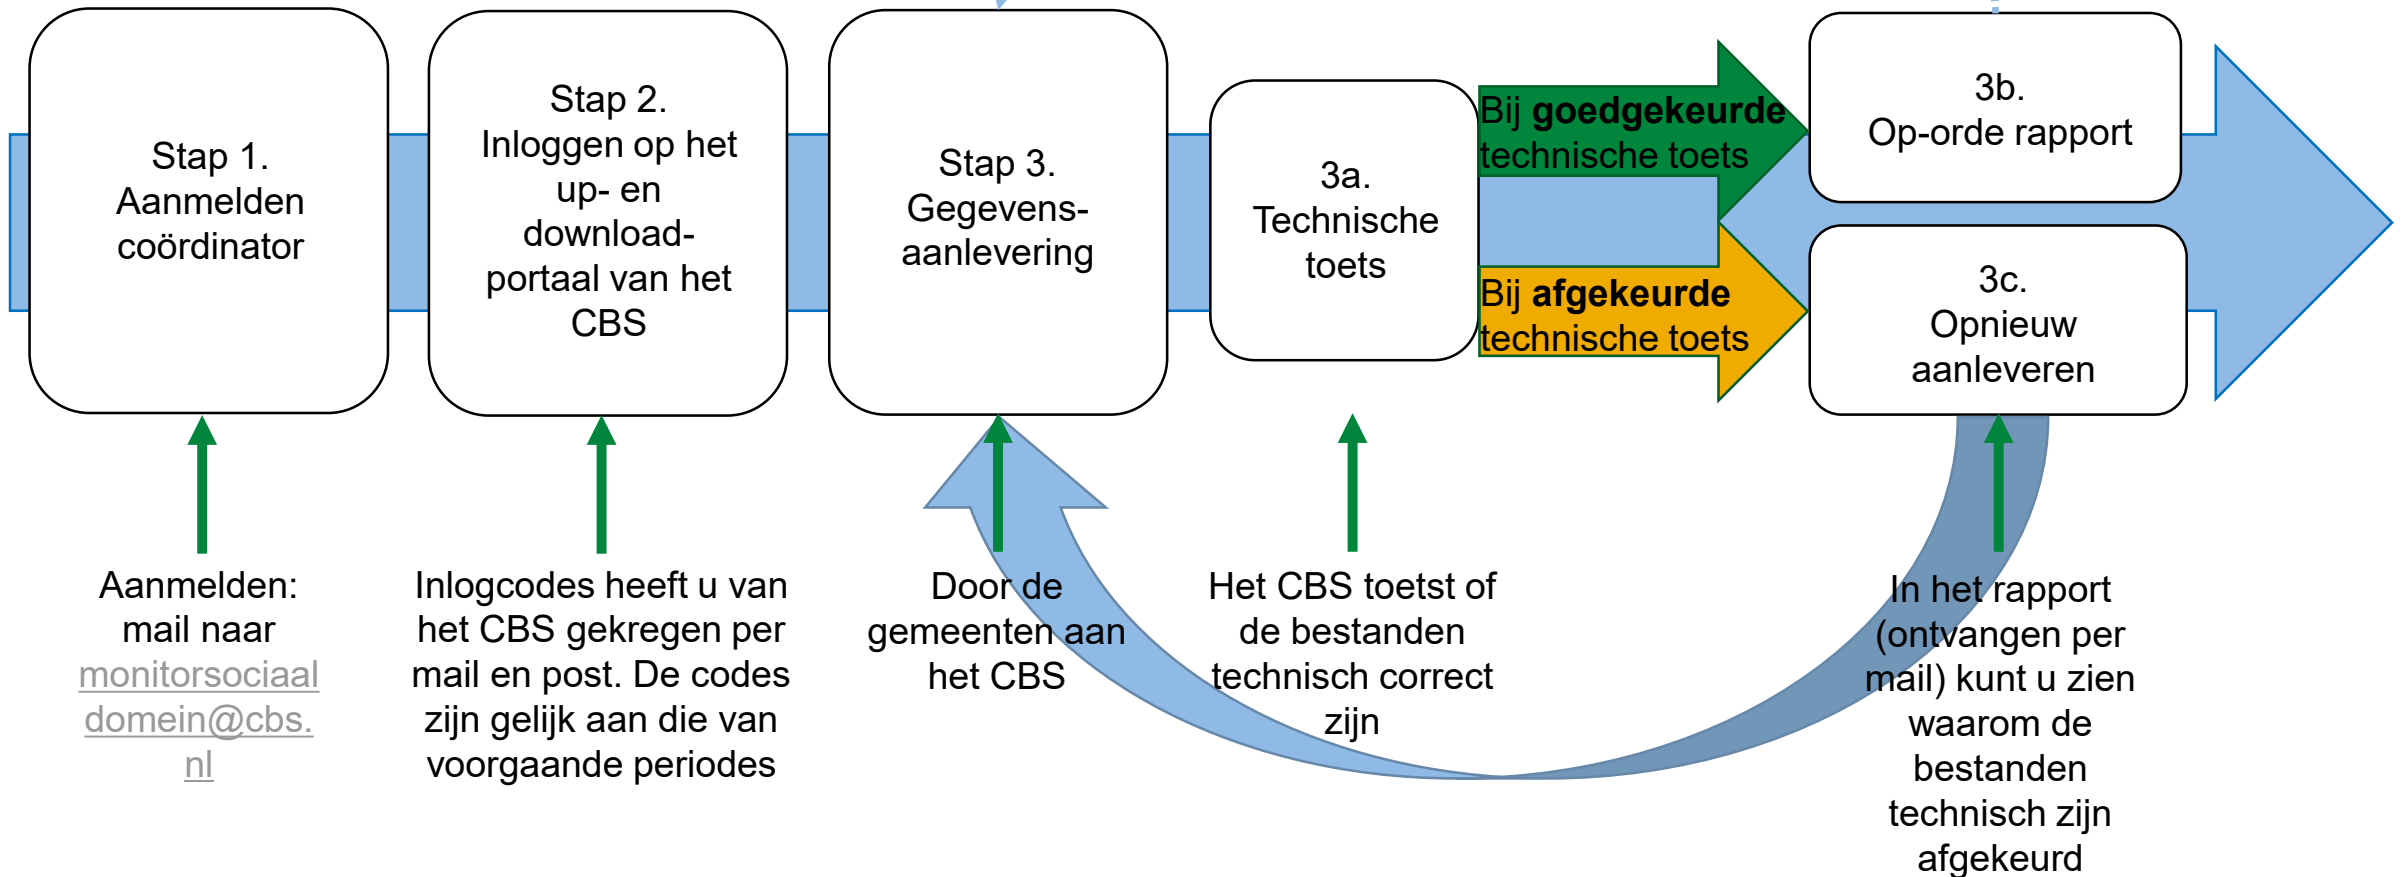 Stap 1.
Aanmelden
coördinator
Stap 2.
Inloggen op het
up- en
download-
portaal van het
CBS
Stap 3.
Gegevens-
aanlevering
3a.
Technische
toets
Bij goedgekeurde
technische toets
Bij afgekeurde
technische toets
3b.
Op-orde rapport
3c.
Opnieuw
aanleveren
Aanmelden:
mail naar
monitorsociaal
domein@cbs.
nl
Inlogcodes heeft u van
het CBS gekregen per
mail en post. De codes
zijn gelijk aan die van
voorgaande periodes
Door de
gemeenten aan
het CBS
Het CBS toetst of
de bestanden
technisch correct
zijn
In het rapport
(ontvangen per
mail) kunt u zien
waarom de
bestanden
technisch zijn
afgekeurd